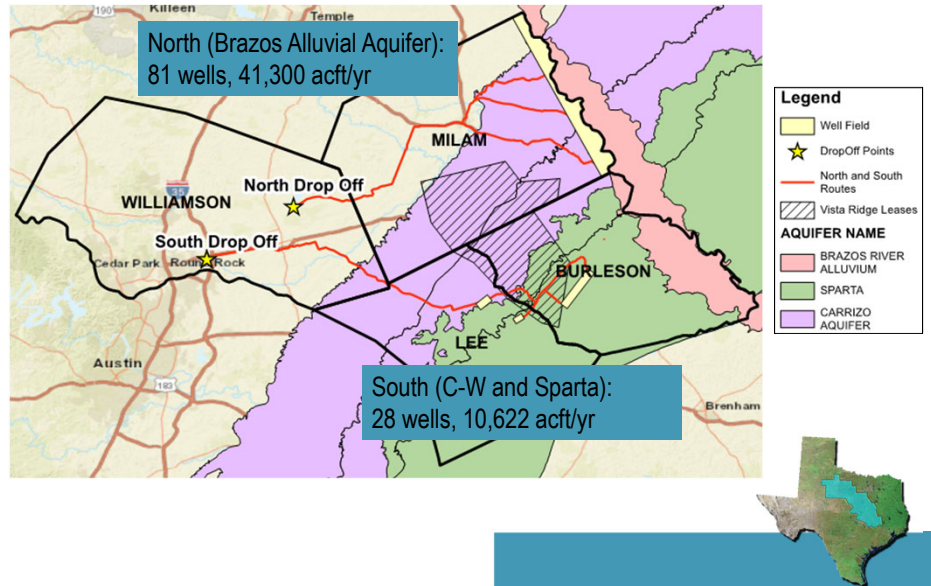 Killeen
190
Temple
North (Brazos Alluvial Aquifer):
81 wells, 41,300 acft/yr
MILAM
North Drop Off
35
WILLIAMSON
South Drop Off
Cedar Park
Round Rock
BURLESON
LEE
Austin
183
South (C-W and Sparta):
28 wells, 10,622 acft/yr
Brenham
Legend
Well Field
DropOff Points
North and South
Routes
Vista Ridge Leases
AQUIFER NAME
BRAZOS RIVER
ALLUVIUM
SPARTA
CARRIZO
AQUIFER